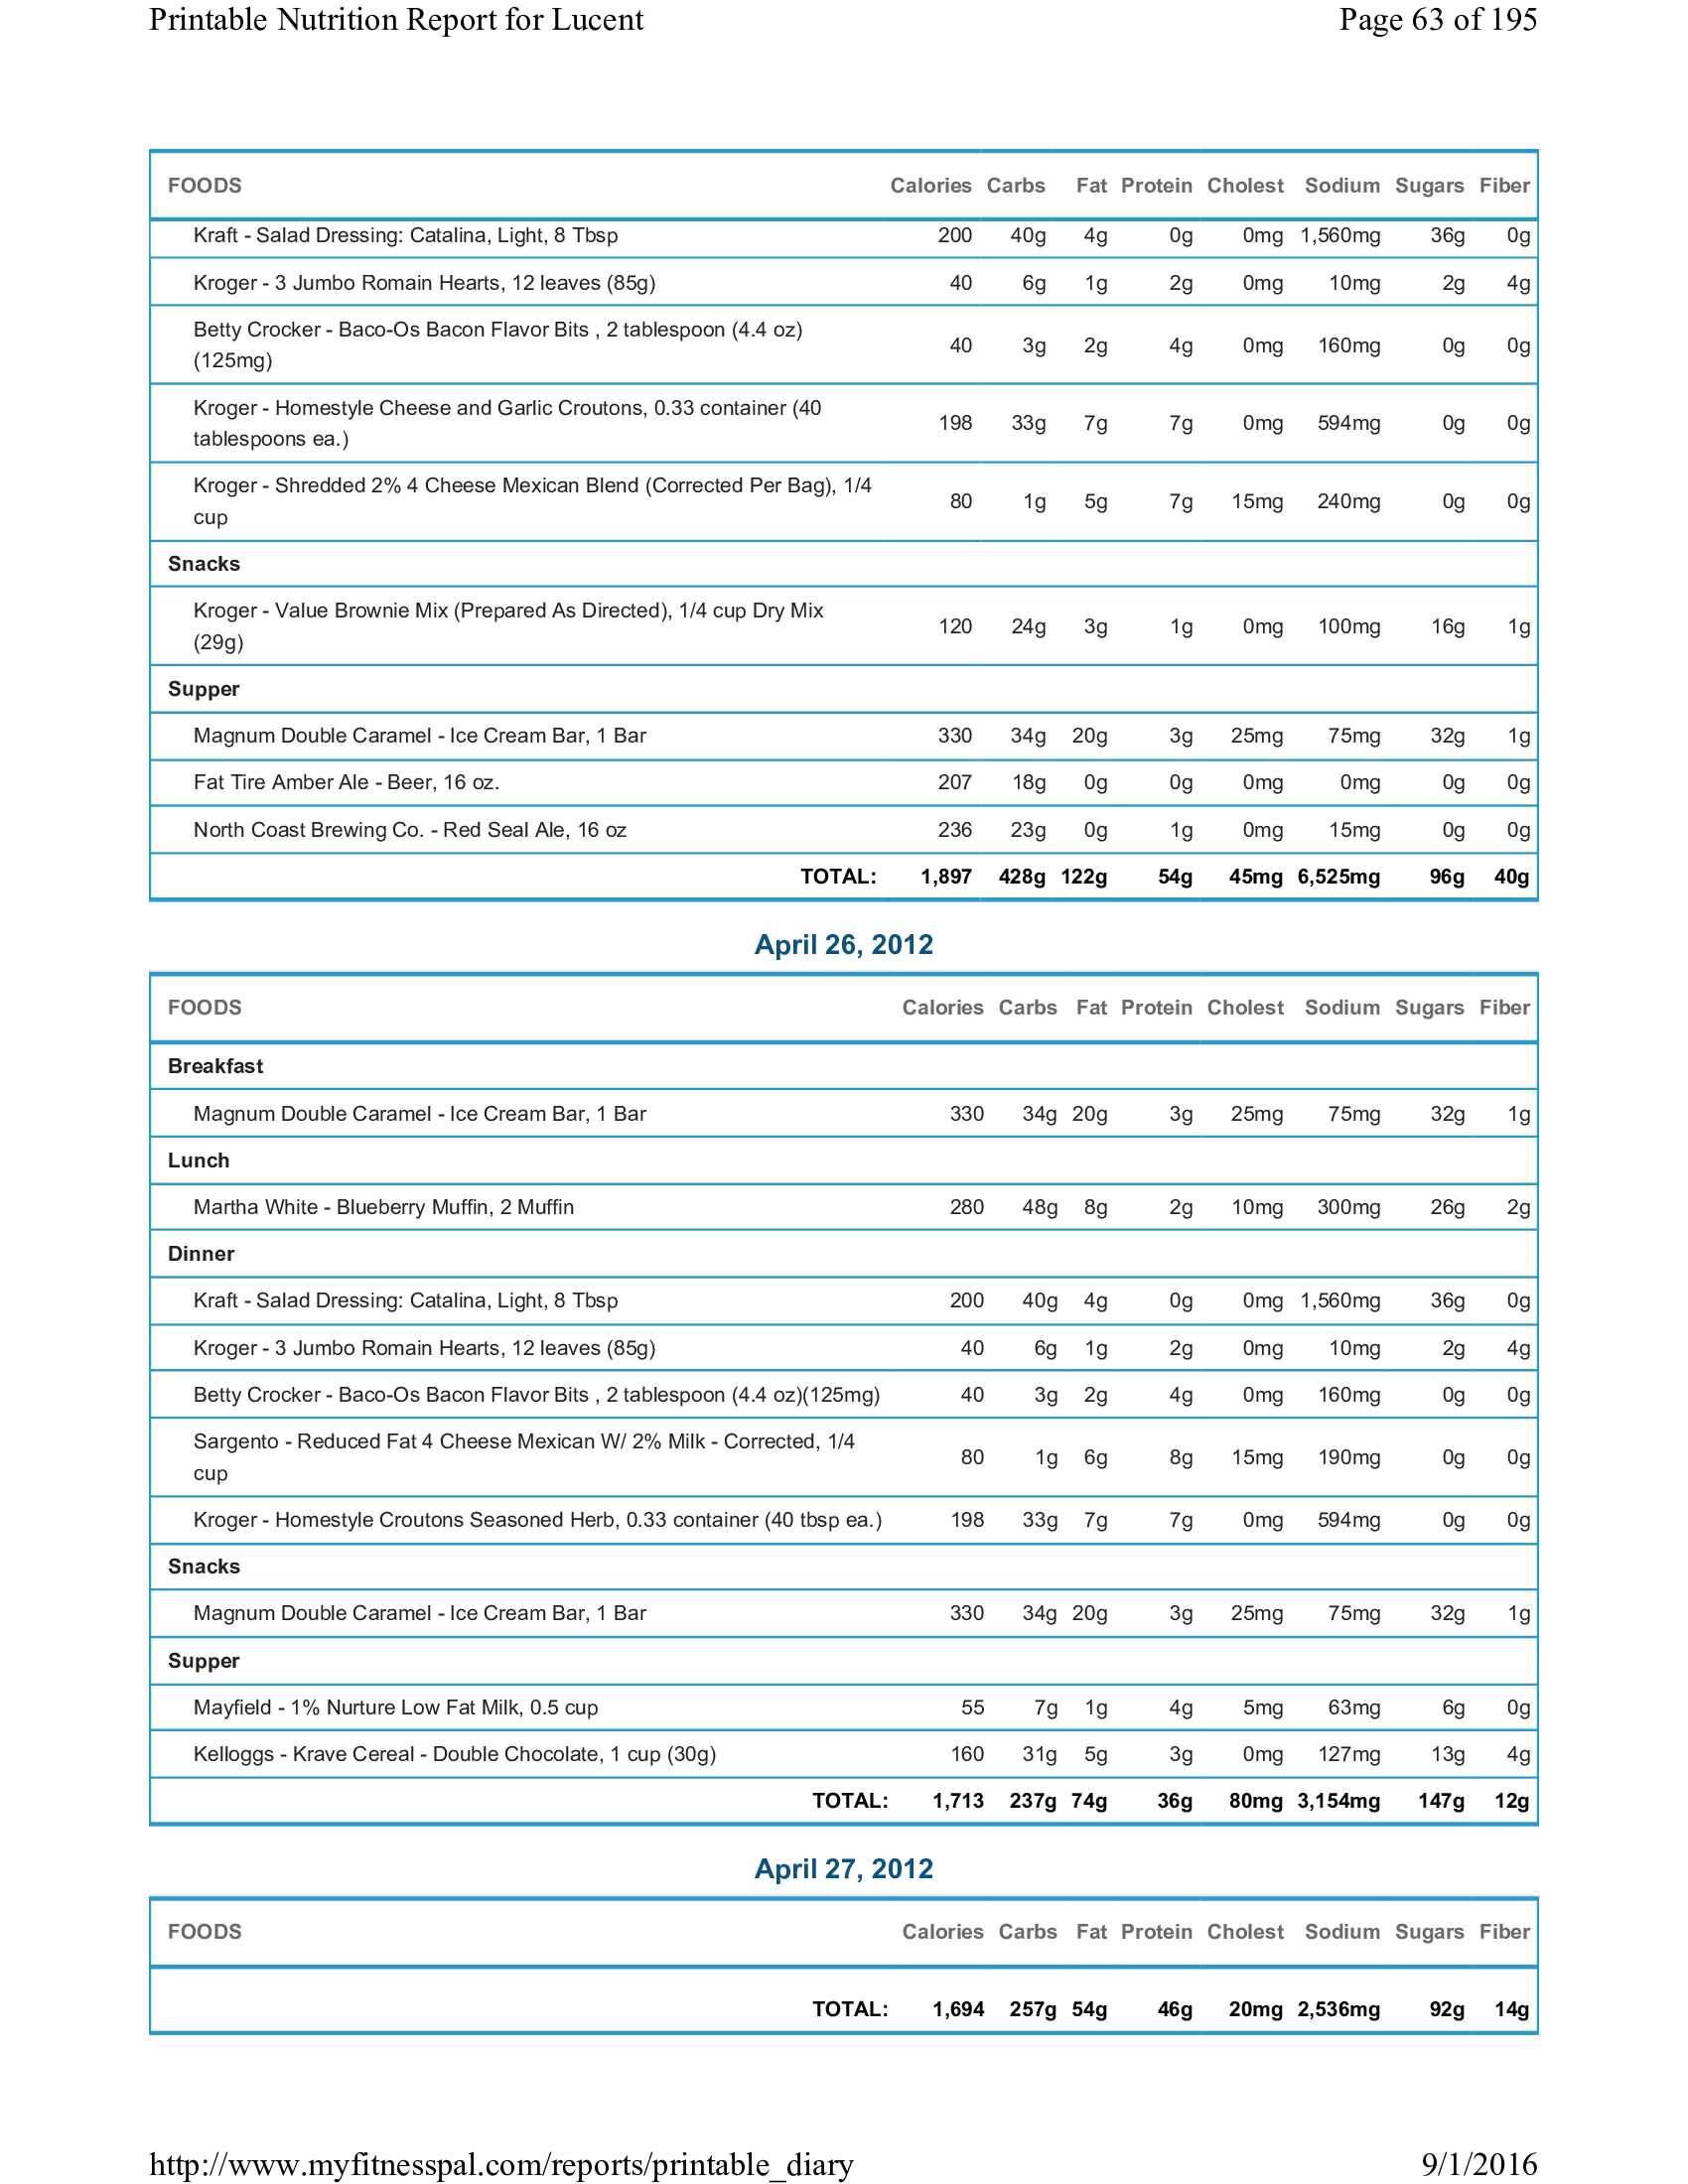 Printable Nutrition Report for Lucent Page 63 of 195
FOODS Calories Carbs Fat Protein Cholest Sodium Sugars Fiber
Kraft - Salad Dressing: Catalina, Light, 8 Tbsp 200 40g 4g 0g 0mg 1,560mg 36g 0g
Kroger - 3 Jumbo Romain Hearts, 12 leaves (85g) 40 6g 1g 2g 0mg 10mg 2g 4g
Betty Crocker - Baco-Os Bacon Flavor Bits , 2 tablespoon (4.4 oz)
(125mg) 40 3g 2g 4g 0mg 160mg 0g 0g
Kroger - Homestyle Cheese and Garlic Croutons, 0.33 container (40
tablespoons ea.) 198 33g 7g 7g 0mg 594mg 0g 0g
Kroger - Shredded 2% 4 Cheese Mexican Blend (Corrected Per Bag), 1/4
cup 80 1g 5g 7g 15mg 240mg 0g 0g
Snacks
Kroger - Value Brownie Mix (Prepared As Directed), 1/4 cup Dry Mix
(29g) 120 24g 3g 1g 0mg 100mg 16g 1g
Supper
Magnum Double Caramel - Ice Cream Bar, 1 Bar 330 34g 20g 3g 25mg 75mg 32g 1g
Fat Tire Amber Ale - Beer, 16 oz. 207 18g 0g 0g 0mg 0mg 0g 0g
North Coast Brewing Co. - Red Seal Ale, 16 oz 236 23g 0g 1g 0mg 15mg 0g 0g
TOTAL: 1,897 428g 122g 54g 45mg 6,525mg 96g 40g
April 26, 2012
FOODS Calories Carbs Fat Protein Cholest Sodium Sugars Fiber
Breakfast
Magnum Double Caramel - Ice Cream Bar, 1 Bar 330 34g 20g 3g 25mg 75mg 32g 1g
Lunch
Martha White - Blueberry Muffin, 2 Muffin 280 48g 8g 2g 10mg 300mg 26g 2g
Dinner
Kraft - Salad Dressing: Catalina, Light, 8 Tbsp 200 40g 4g 0g 0mg 1,560mg 36g 0g
Kroger - 3 Jumbo Romain Hearts, 12 leaves (85g) 40 6g 1g 2g 0mg 10mg 2g 4g
Betty Crocker - Baco-Os Bacon Flavor Bits , 2 tablespoon (4.4 oz)(125mg) 40 3g 2g 4g 0mg 160mg 0g 0g
Sargento - Reduced Fat 4 Cheese Mexican W/ 2% Milk - Corrected, 1/4
cup 80 1g 6g 8g 15mg 190mg 0g 0g
Kroger - Homestyle Croutons Seasoned Herb, 0.33 container (40 tbsp ea.) 198 33g 7g 7g 0mg 594mg 0g 0g
Snacks
Magnum Double Caramel - Ice Cream Bar, 1 Bar 330 34g 20g 3g 25mg 75mg 32g 1g
Supper
Mayfield - 1% Nurture Low Fat Milk, 0.5 cup 55 7g 1g 4g 5mg 63mg 6g 0g
Kelloggs - Krave Cereal - Double Chocolate, 1 cup (30g) 160 31g 5g 3g 0mg 127mg 13g 4g
TOTAL: 1,713 237g 74g 36g 80mg 3,154mg 147g 12g
April 27, 2012
FOODS Calories Carbs Fat Protein Cholest Sodium Sugars Fiber
TOTAL: 1,694 257g 54g 46g 20mg 2,536mg 92g 14g
http://www.myfitnesspal.com/reports/printable_diary 9/1/2016